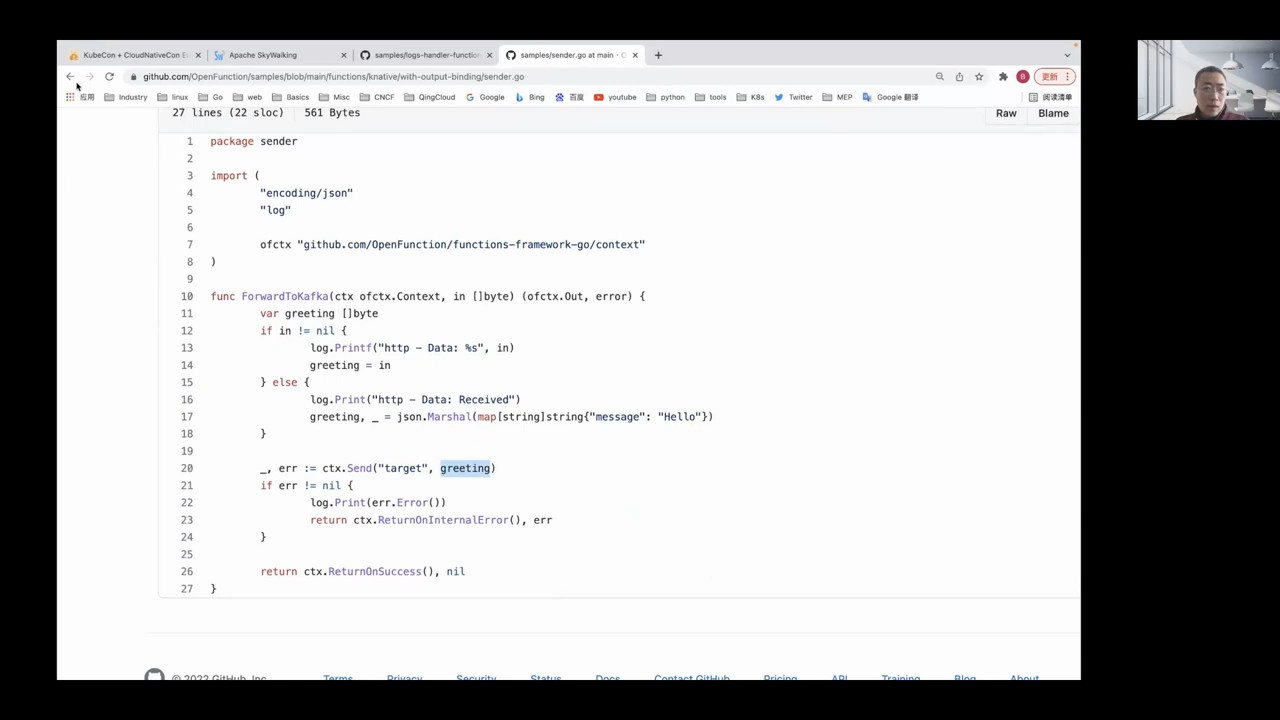 KubeCon + CloudNativeCon E
Apache SkyWalking
samples/logs-handler-functio
samples/sender.go at main ·
github.com/OpenFunction/samples/blob/main/functions/knative/with-output-binding/sender.go
B
更新
应用 Industry linux Go web Basics Misc CNCF QingCloud Google Bing 百度 youtube python tools K8s Twitter MEP Google 翻译 阅读清单
27 lines (22 sloc) 561 Bytes
Raw Blame
1 package sender
2
3 import (
4 "encoding/json"
5 "log"
6
7 ofctx "github.com/OpenFunction/functions-framework-go/context"
8 )
9
10 func ForwardToKafka(ctx ofctx.Context, in []byte) (ofctx.Out, error) {
11 var greeting []byte
12 if in != nil {
13 log.Printf("http - Data: %s", in)
14 greeting = in
15 } else {
16 log.Print("http - Data: Received")
17 greeting, _ = json.Marshal(map[string]string{"message": "Hello"})
18 }
19
20 _, err := ctx.Send("target", greeting)
21 if err != nil {
22 log.Print(err.Error())
23 return ctx.ReturnOnInternalError(), err
24 }
25
26 return ctx.ReturnOnSuccess(), nil
27 }
© 2022 GitHub, Inc. Terms Privacy Security Status Docs Contact GitHub Pricing API Training Blog About